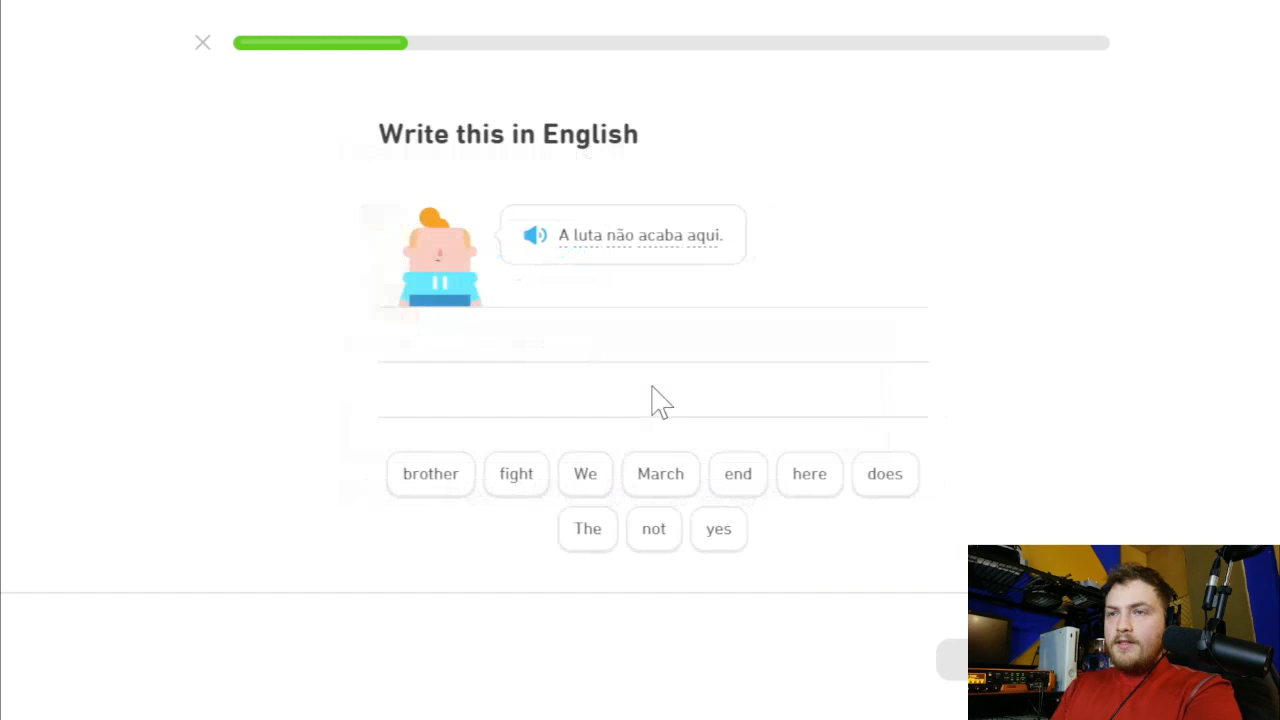 Write this in English
A luta não acaba aqui.
brother fight We March end here does
The not yes